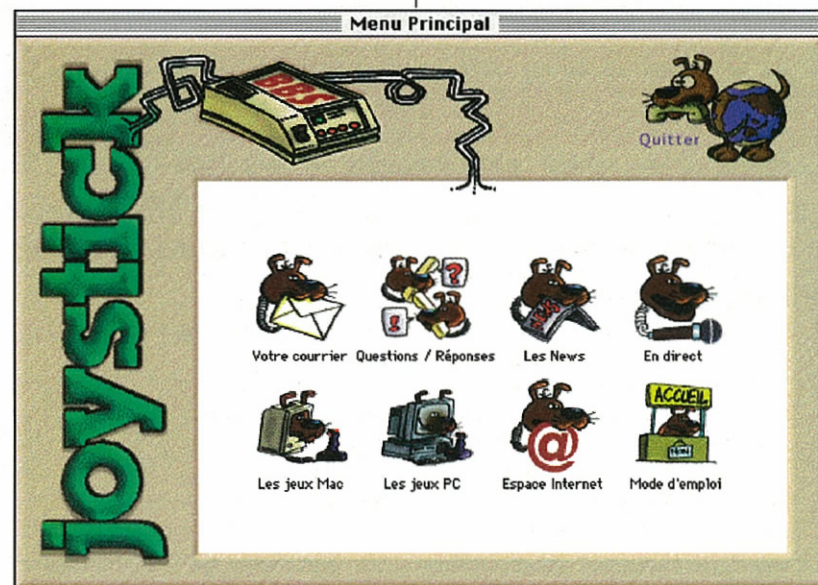 Menu Principal
joystick
BBS
Quitter
?
!
NEWS
Votre courrier
Questions / Réponses
Les News
En direct
@
ACCUEIL
Les jeux Mac
Les jeux PC
Espace Internet
Mode d'emploi